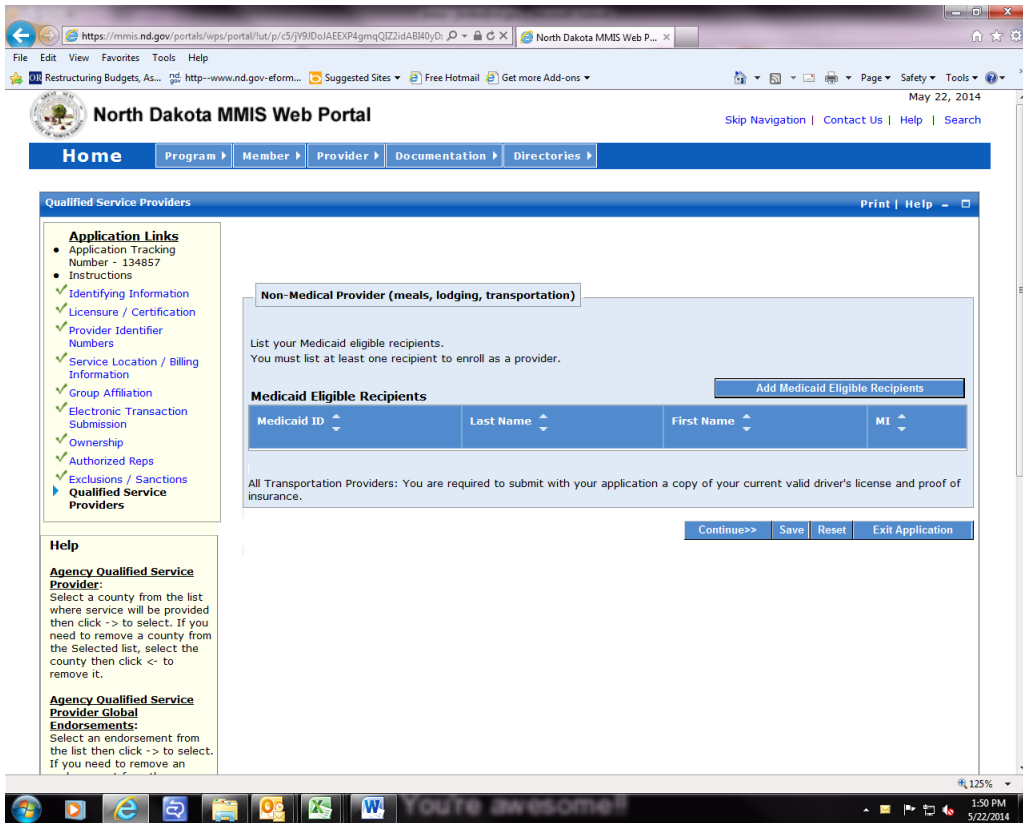 https://mmis.nd.gov/portals/wps/portal/lut/p/c5/jY9JDoJAEEXP4gmqQIZ2idABI40yD:
North Dakota MMIS Web P...
File Edit View Favorites Tools Help
Restructuring Budgets, As...
http--www.nd.gov-eform...
Suggested Sites
Free Hotmail
Get more Add-ons
Page
Safety
Tools
May 22, 2014
North Dakota MMIS Web Portal
Skip Navigation | Contact Us | Help | Search
Home Program Member Provider Documentation Directories
Qualified Service Providers
Print | Help
Application Links
Application Tracking
Number - 134857
Instructions
Identifying Information
Licensure / Certification
Provider Identifier
Numbers
Service Location / Billing
Information
Group Affiliation
Electronic Transaction
Submission
Ownership
Authorized Reps
Exclusions / Sanctions
Qualified Service
Providers
Non-Medical Provider (meals, lodging, transportation)
List your Medicaid eligible recipients.
You must list at least one recipient to enroll as a provider.
Add Medicaid Eligible Recipients
Medicaid Eligible Recipients
Medicaid ID Last Name First Name MI
All Transportation Providers: You are required to submit with your application a copy of your current valid driver's license and proof of
insurance.
Continue>> Save Reset Exit Application
Help
Agency Qualified Service
Provider:
Select a county from the list
where service will be provided
then click -> to select. If you
need to remove a county from
the Selected list, select the
county then click <- to
remove it.
Agency Qualified Service
Provider Global
Endorsements:
Select an endorsement from
the list then click -> to select.
If you need to remove an
125%
You're awesome!!
1:50 PM
5/22/2014